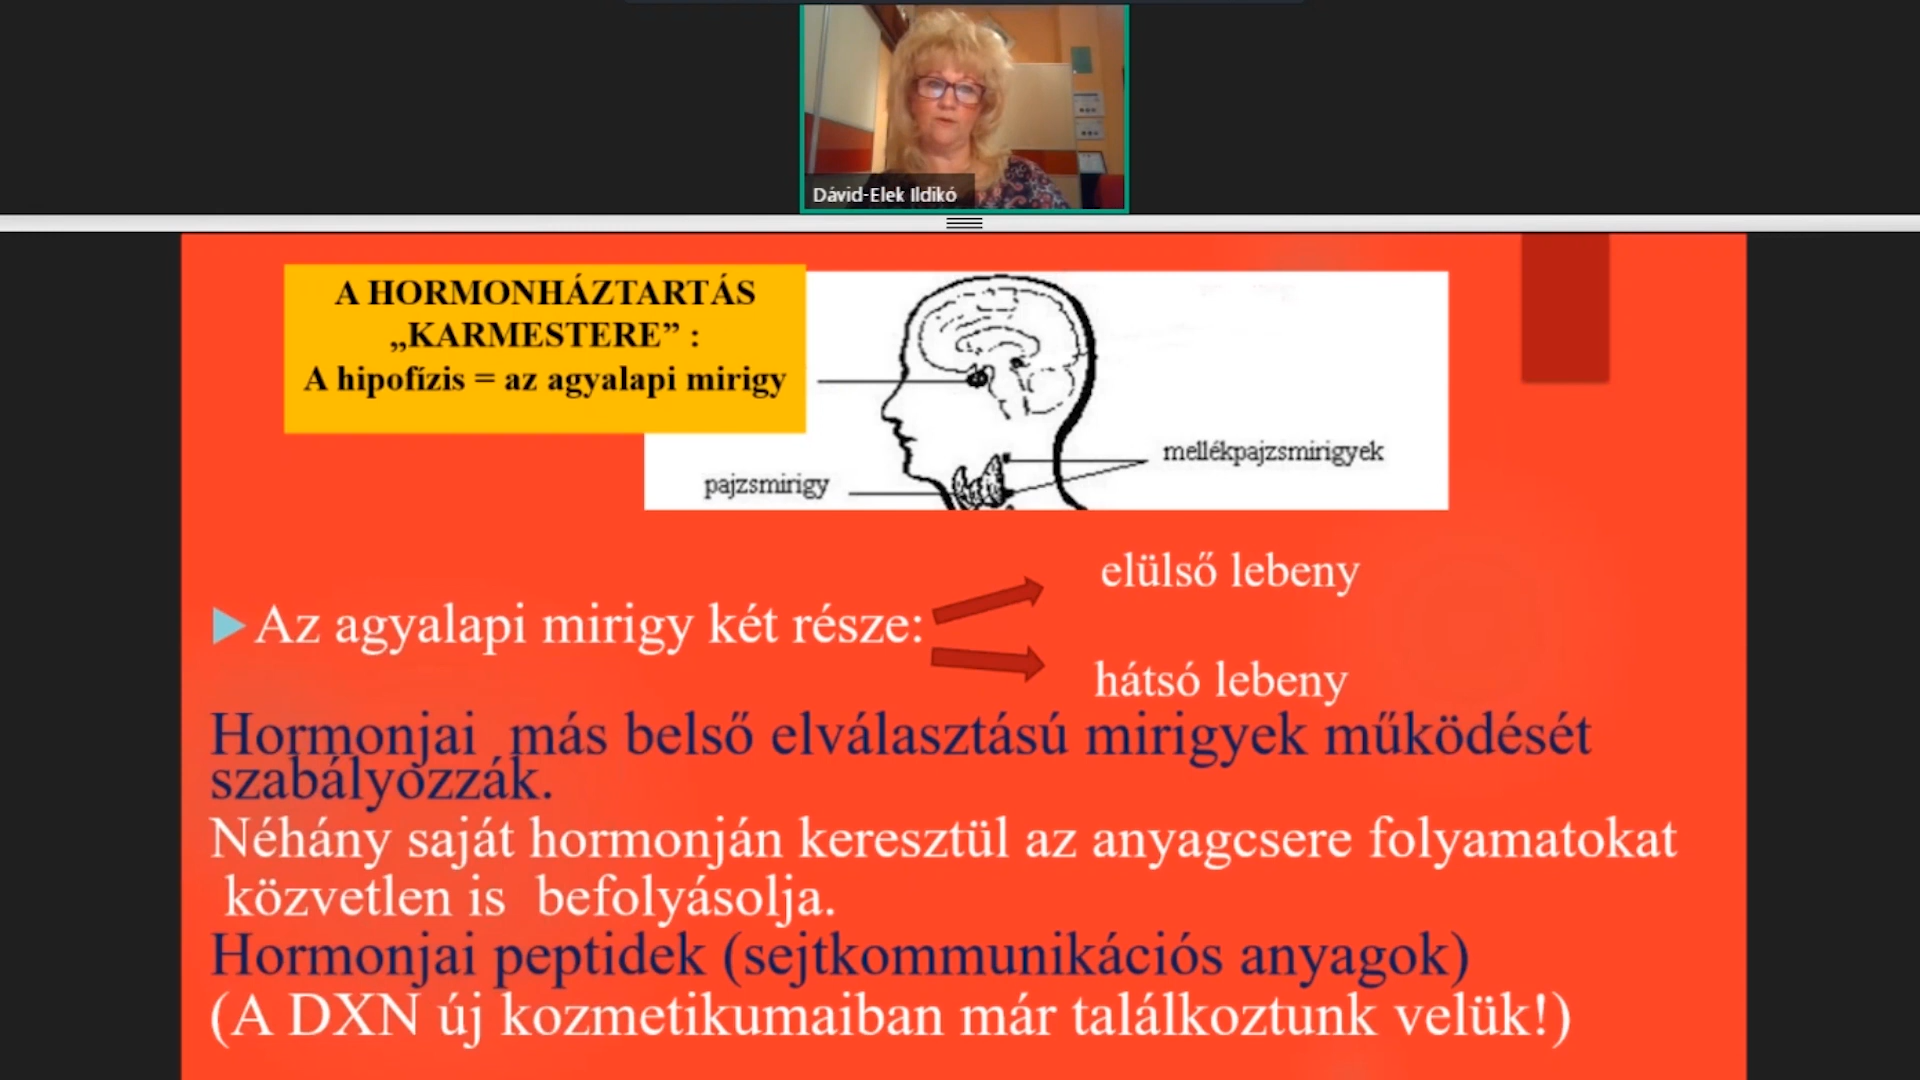 Dávid-Elek Ildikó
A HORMONHÁZTARTÁS
„KARMESTERE” :
A hipofízis = az agyalapi mirigy
mellékpajzsmirigyek
pajzsmirigy
elülső lebeny
Az agyalapi mirigy két része:
hátsó lebeny
Hormonjai más belső elválasztású mirigyek működését
szabályozzák.
Néhány saját hormonján keresztül az anyagcsere folyamatokat
közvetlen is befolyásolja.
Hormonjai peptidek (sejtkommunikációs anyagok)
(A DXN új kozmetikumaiban már találkoztunk velük!)